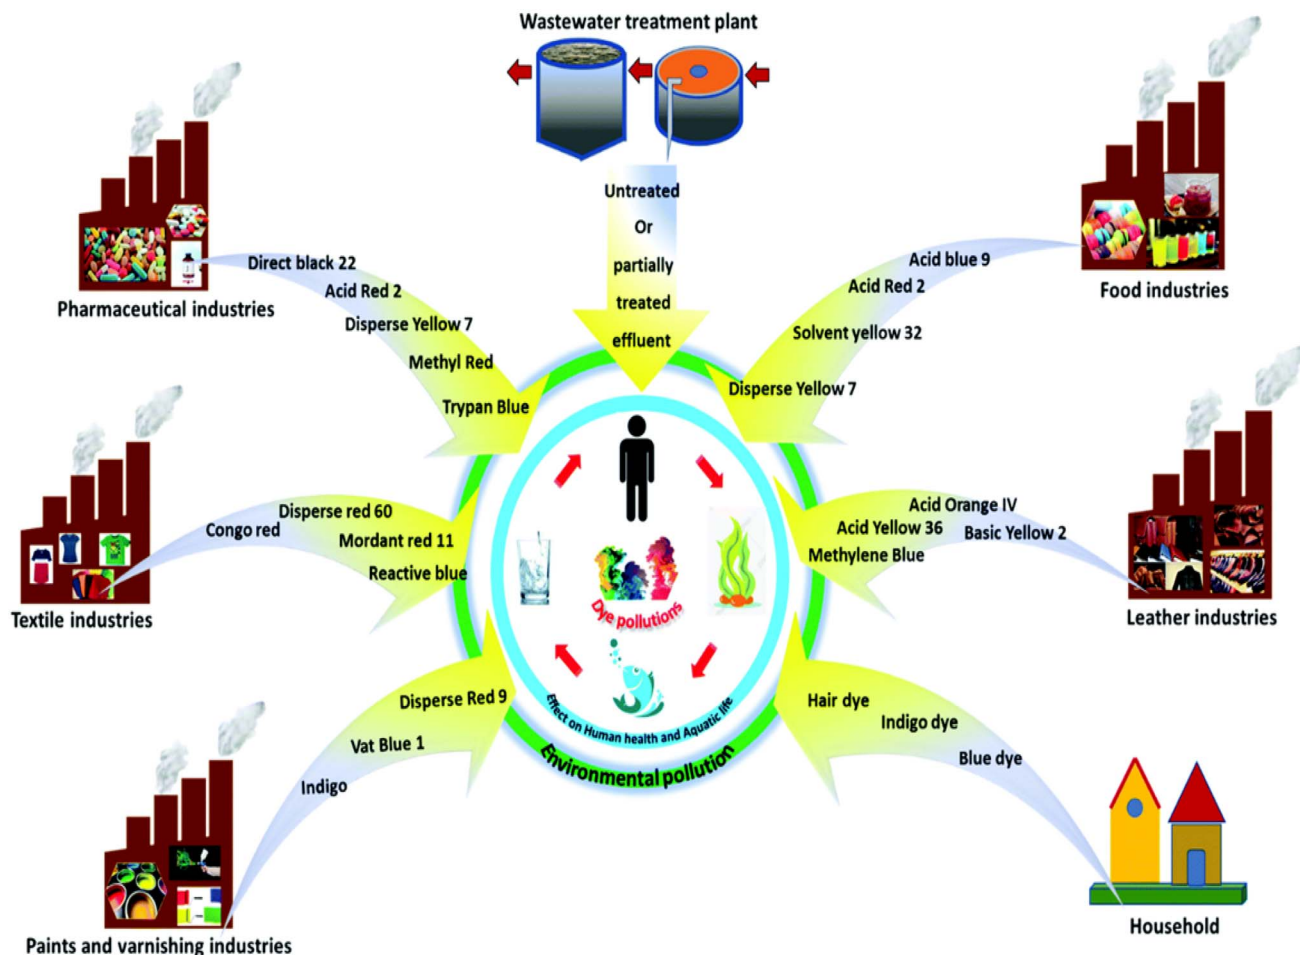 Wastewater treatment plant
Untreated
Or
partially
treated
effluent
Pharmaceutical industries
Direct black 22
Acid Red 2
Disperse Yellow 7
Methyl Red
Trypan Blue
Food industries
Acid blue 9
Acid Red 2
Solvent yellow 32
Disperse Yellow 7
Textile industries
Congo red
Disperse red 60
Mordant red 11
Reactive blue
Leather industries
Acid Orange IV
Acid Yellow 36
Basic Yellow 2
Methylene Blue
Dye pollutions
Effect on Human health and Aquatic life
Environmental pollution
Paints and varnishing industries
Disperse Red 9
Vat Blue 1
Indigo
Household
Hair dye
Indigo dye
Blue dye